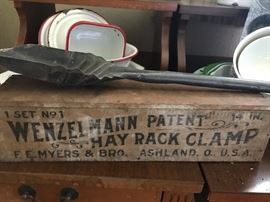 1 SET NO 1 14 IN.
WENZELMANN PATENT
HAY RACK CLAMP
F.E. MYERS & BRO. ASHLAND, O. U.S.A.